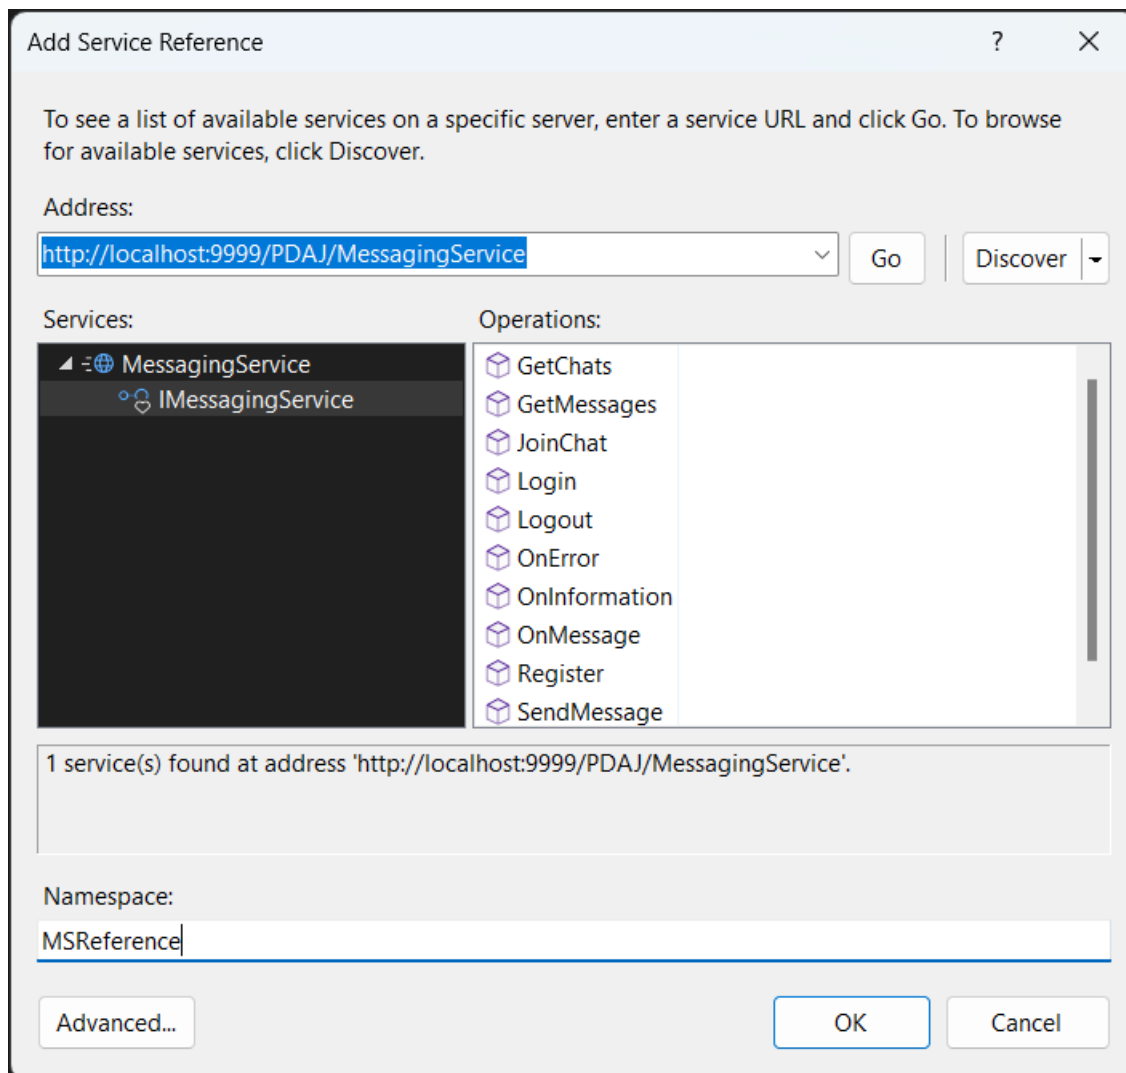 Add Service Reference
?
To see a list of available services on a specific server, enter a service URL and click Go. To browse
for available services, click Discover.
Address:
http://localhost:9999/PDAJ/MessagingService
Go
Discover
Services:
Operations:
MessagingService
IMessagingService
GetChats
GetMessages
JoinChat
Login
Logout
OnError
OnInformation
OnMessage
Register
SendMessage
1 service(s) found at address 'http://localhost:9999/PDAJ/MessagingService'.
Namespace:
MSReference
Advanced...
OK
Cancel